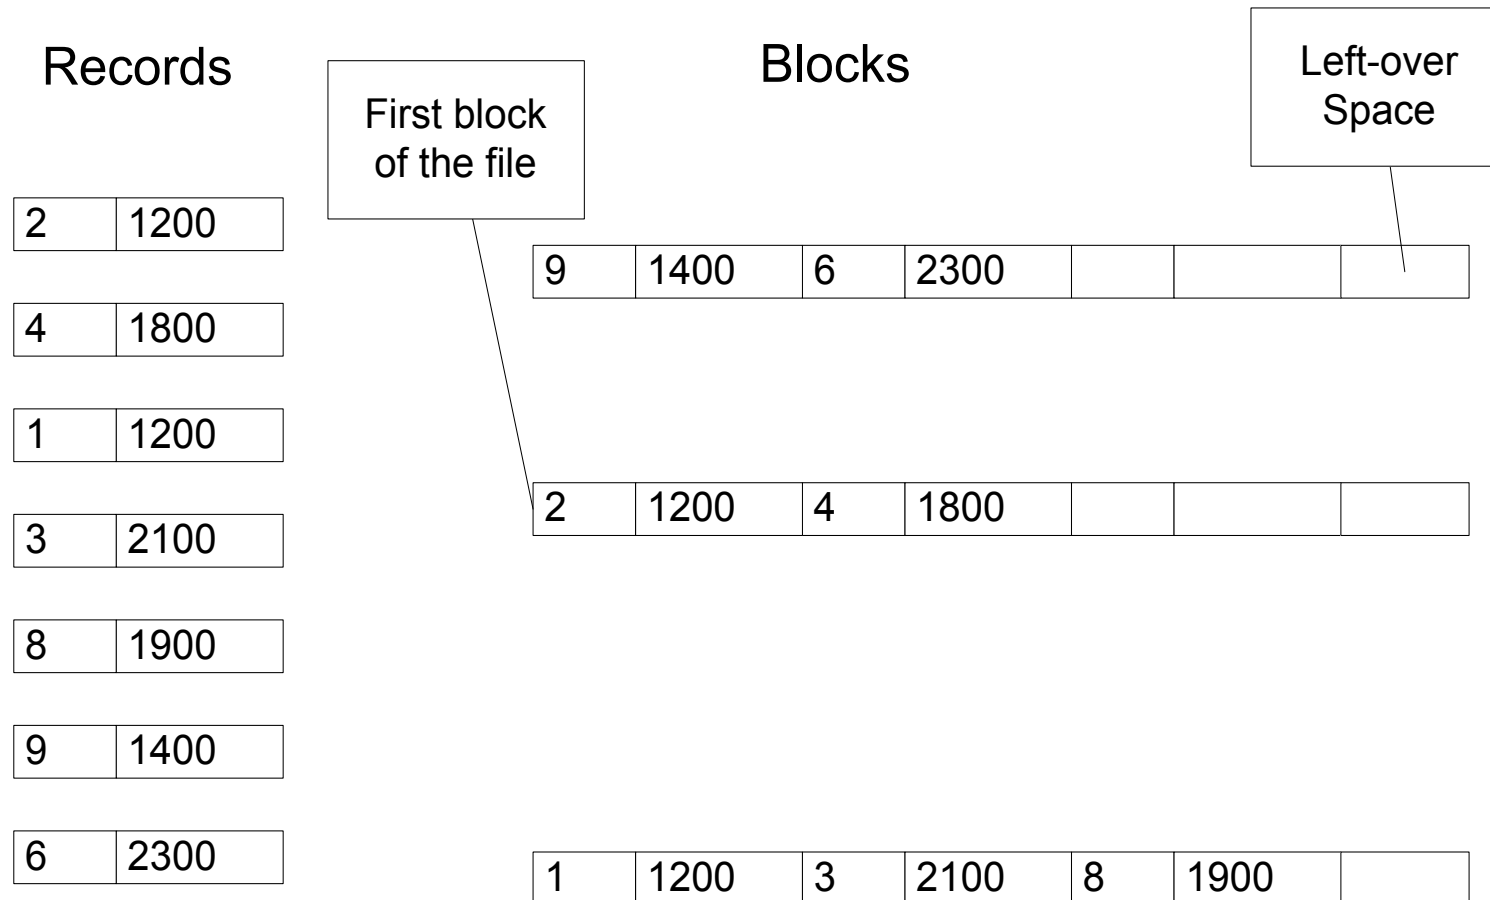 Records
Blocks
Left-over
Space
First block
of the file
2 1200
4 1800
1 1200
3 2100
8 1900
9 1400
6 2300
9 1400 6 2300
2 1200 4 1800
1 1200 3 2100 8 1900